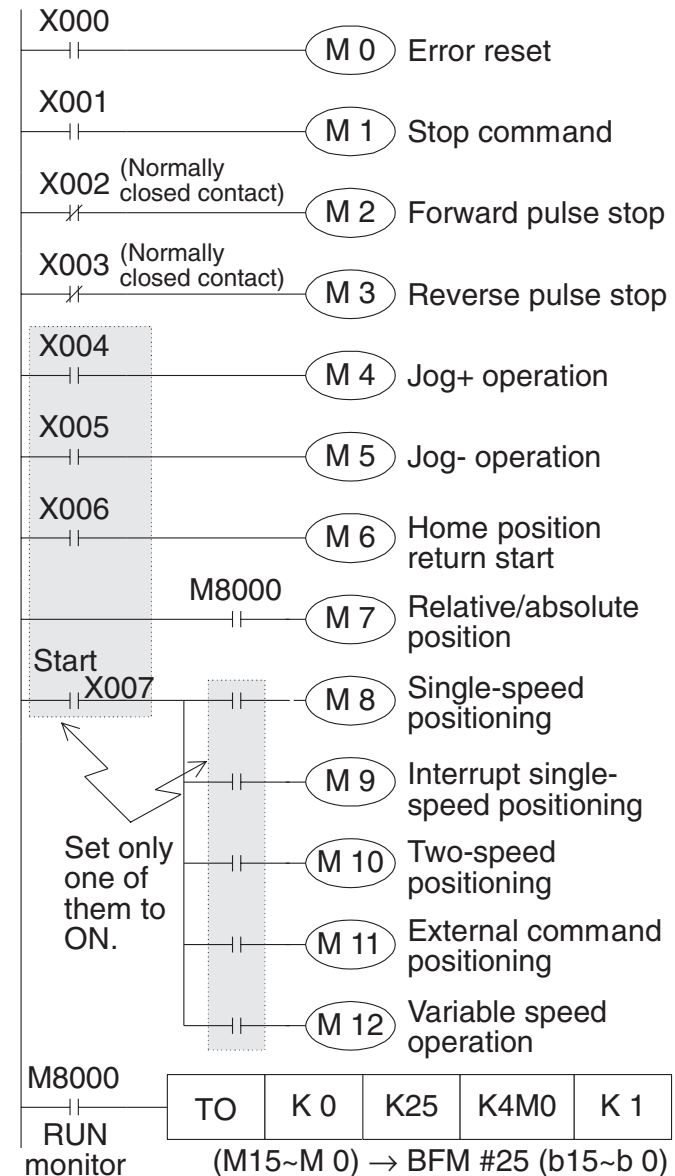 X000
M 0 Error reset
X001
M 1 Stop command
X002 (Normally
closed contact)
M 2 Forward pulse stop
X003 (Normally
closed contact)
M 3 Reverse pulse stop
X004
M 4 Jog+ operation
X005
M 5 Jog- operation
X006
M 6 Home position
return start
M8000
M 7 Relative/absolute
position
Start
X007
M 8 Single-speed
positioning
M 9 Interrupt single-
speed positioning
Set only
one of
them to
ON.
M 10 Two-speed
positioning
M 11 External command
positioning
M 12 Variable speed
operation
M8000
TO K 0 K25 K4M0 K 1
RUN
monitor
(M15~M 0) → BFM #25 (b15~b 0)